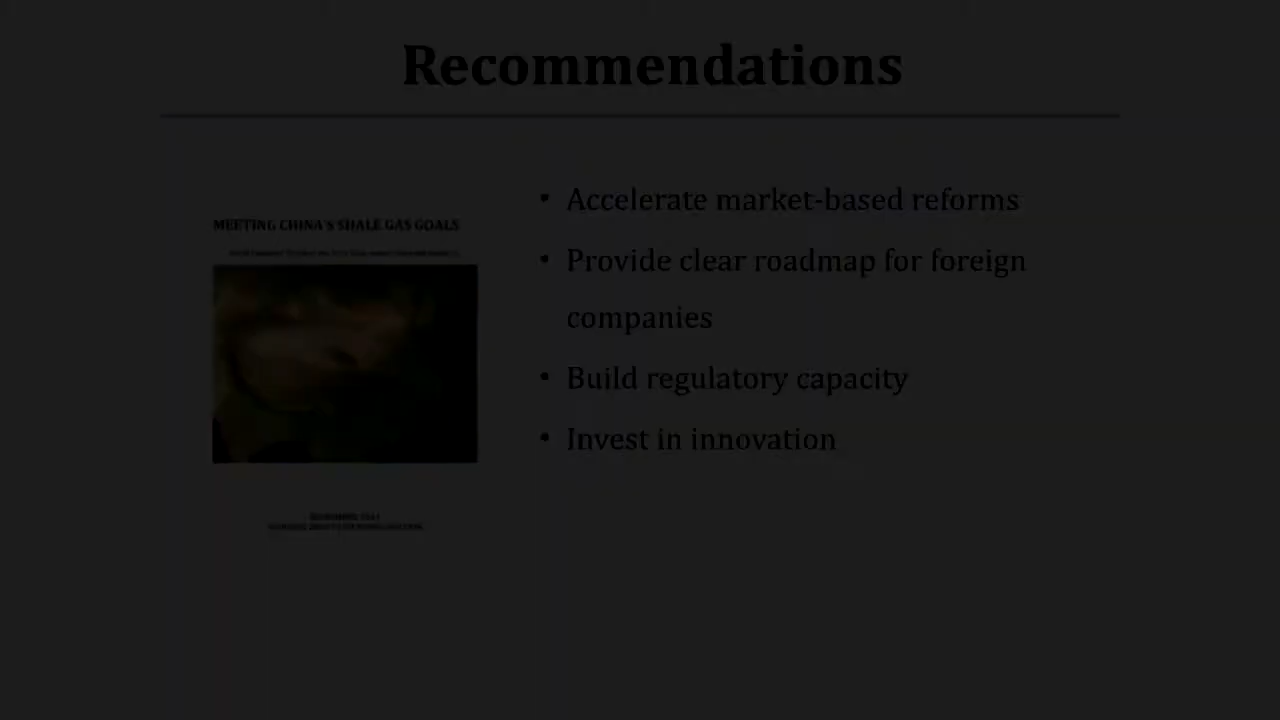 Recommendations
MEETING CHINA'S SHALE GAS GOALS
• Accelerate market-based reforms
• Provide clear roadmap for foreign
companies
• Build regulatory capacity
• Invest in innovation